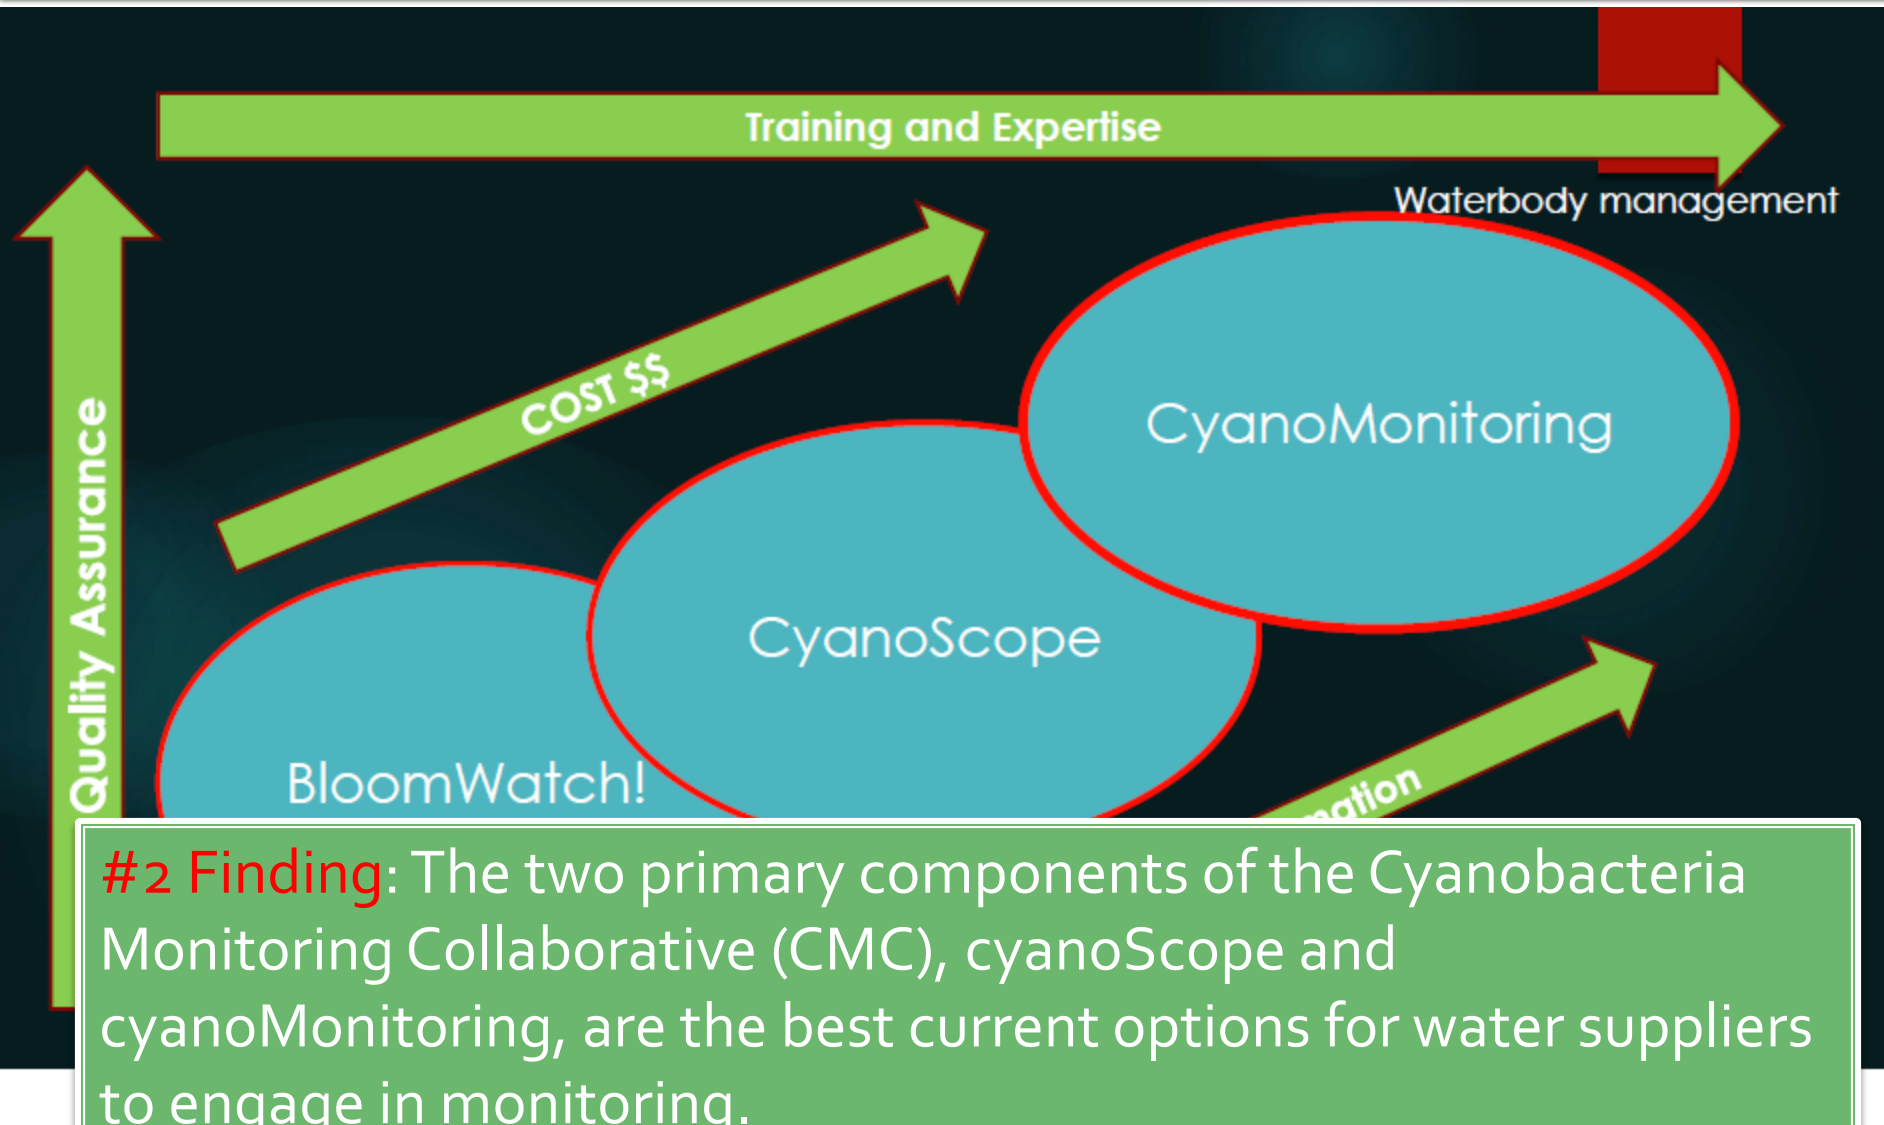 Training and Expertise
Waterbody management
COST $$
CyanoMonitoring
Quality Assurance
CyanoScope
BloomWatch!
#2 Finding: The two primary components of the Cyanobacteria
Monitoring Collaborative (CMC), cyanoScope and
cyanoMonitoring, are the best current options for water suppliers
to engage in monitoring.